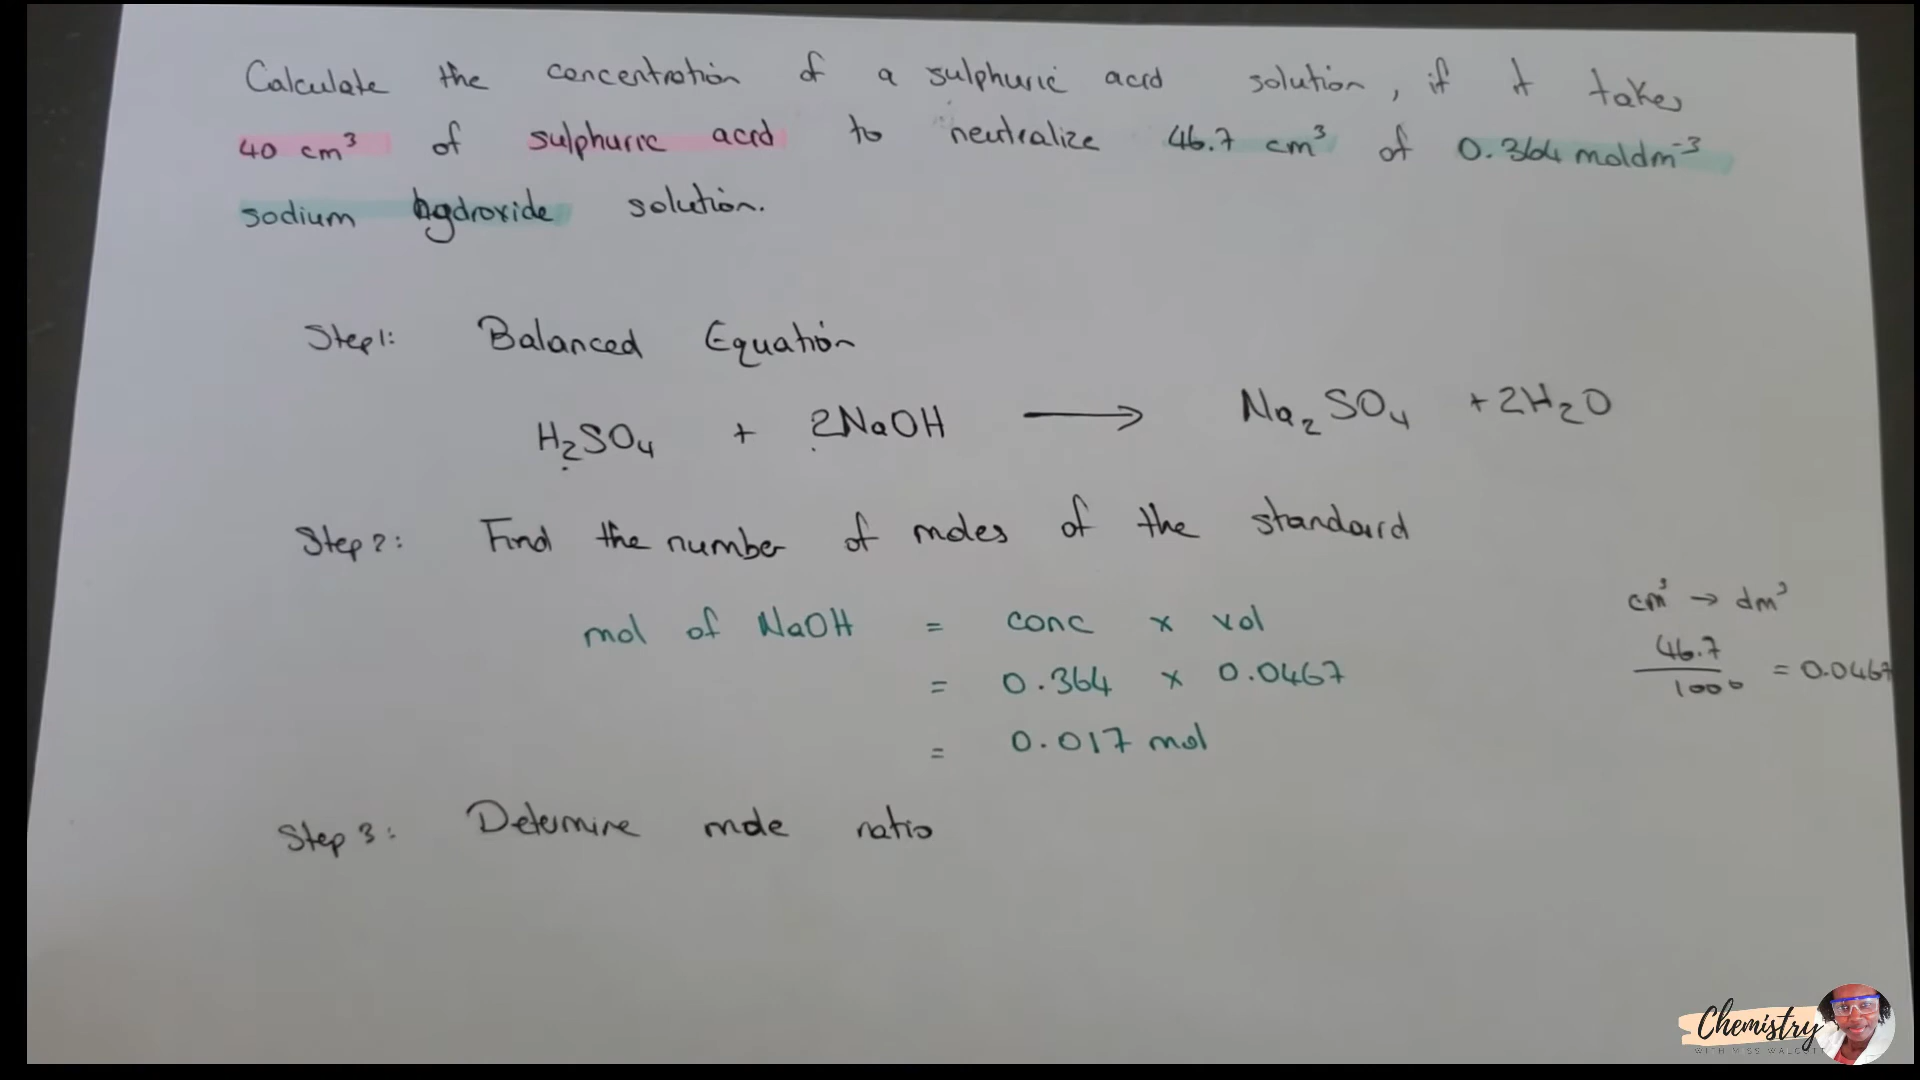 Calculate the concentration of a sulphuric acid solution, if it takes
40 cm³ of sulphuric acid to neutralize 46.7 cm³ of 0.364 moldm⁻³
sodium hydroxide solution.
Step 1: Balanced Equation
H₂SO₄ + 2NaOH → Na₂SO₄ + 2H₂O
Step 2: Find the number of moles of the standard
mol of NaOH = conc x vol
= 0.364 x 0.0467
= 0.017 mol
cm³ → dm³
46.7
1000 = 0.0467
Step 3: Determine mole ratio
Chemistry
WITH MISS WALCOTT